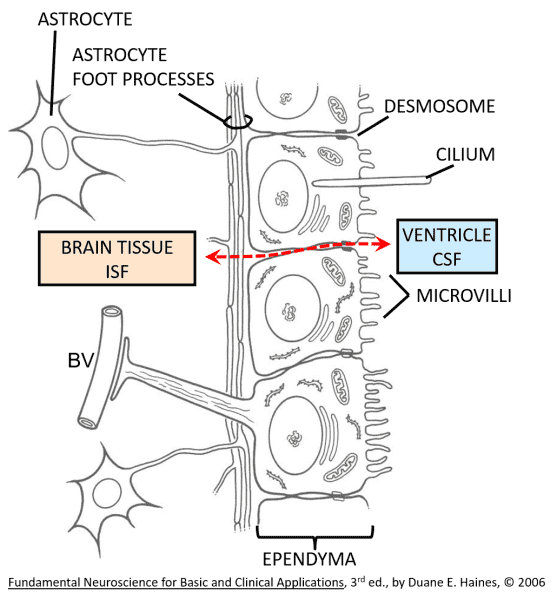 ASTROCYTE
ASTROCYTE
FOOT PROCESSES
DESMOSOME
CILIUM
BRAIN TISSUE
ISF
VENTRICLE
CSF
MICROVILLI
BV
EPENDYMA
Fundamental Neuroscience for Basic and Clinical Applications, 3rd ed., by Duane E. Haines, © 2006